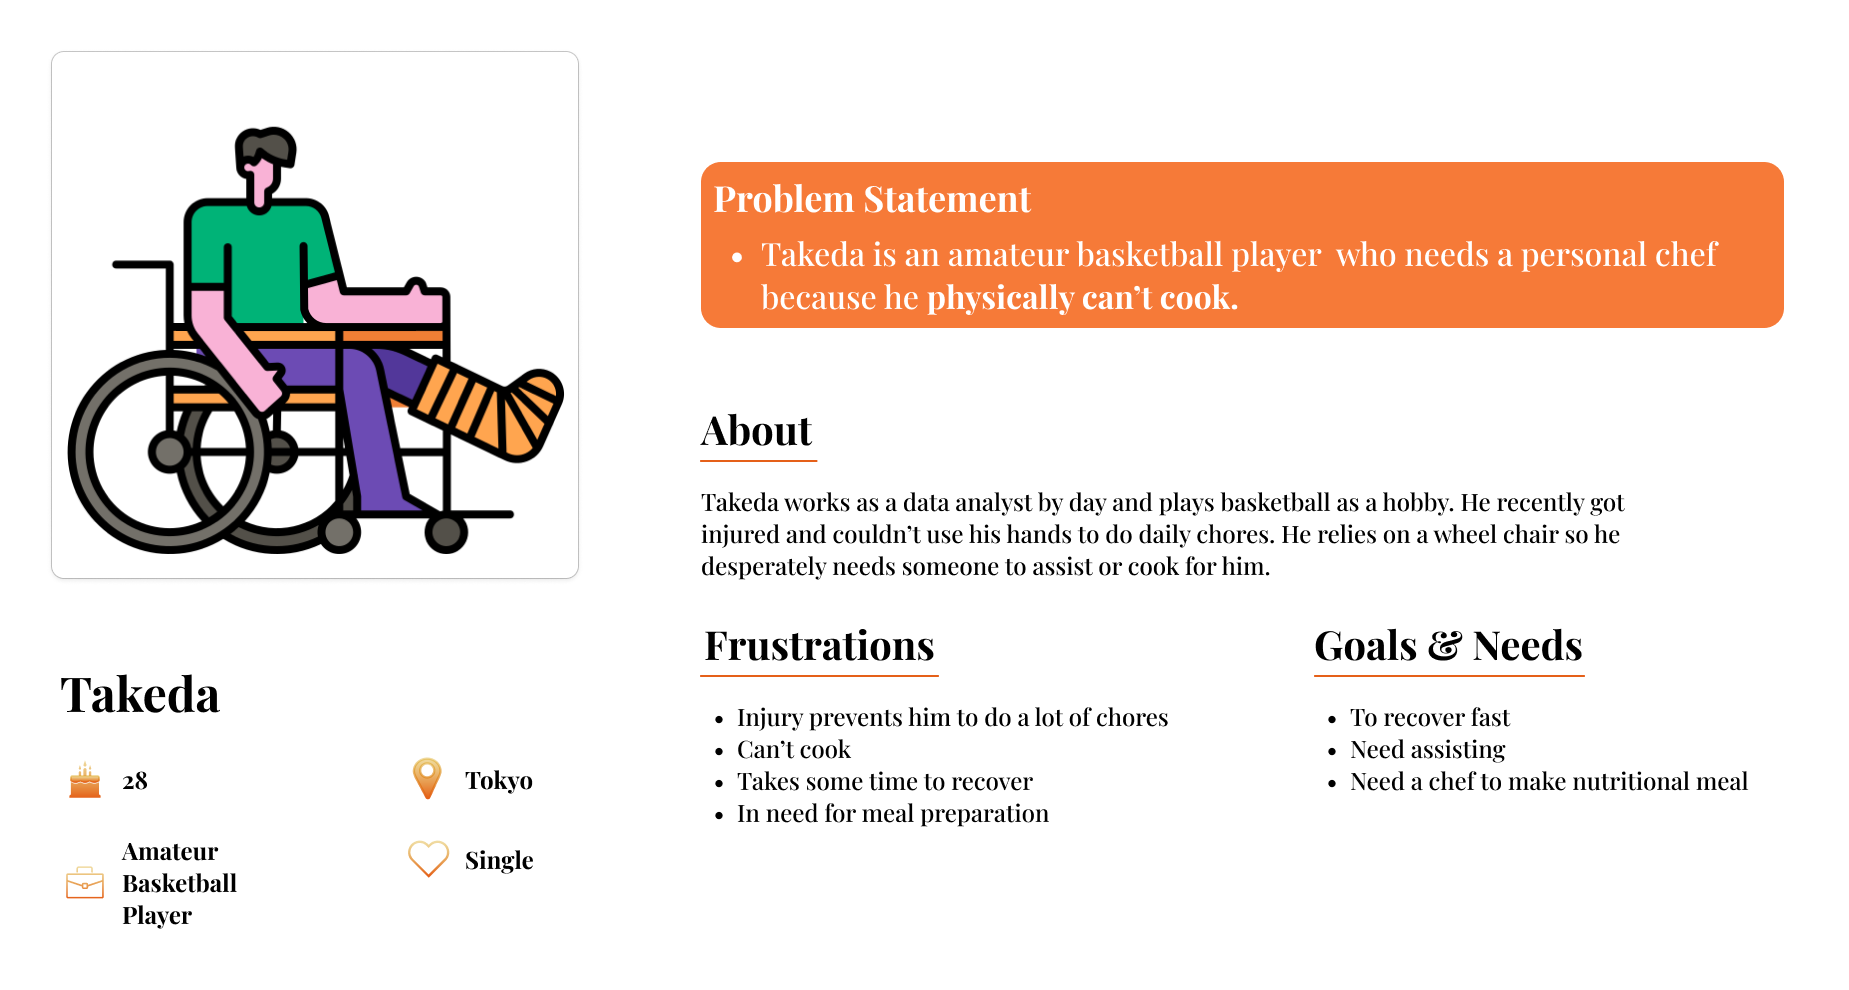 Problem Statement
• Takeda is an amateur basketball player  who needs a personal chef
because he physically can’t cook.
About
Takeda works as a data analyst by day and plays basketball as a hobby. He recently got
injured and couldn’t use his hands to do daily chores. He relies on a wheel chair so he
desperately needs someone to assist or cook for him.
Frustrations
• Injury prevents him to do a lot of chores
• Can’t cook
• Takes some time to recover
• In need for meal preparation
Goals & Needs
• To recover fast
• Need assisting
• Need a chef to make nutritional meal
Takeda
28
Tokyo
Amateur
Basketball
Player
Single